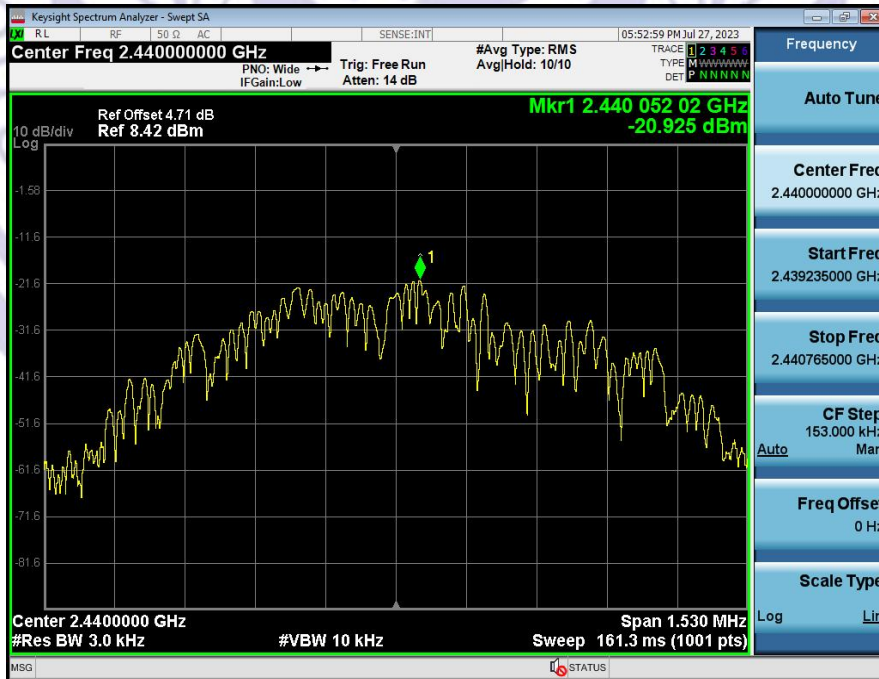 Keysight Spectrum Analyzer - Swept SA
LXI RL RF 50 Ω AC SENSE:INT 05:52:59 PM Jul 27, 2023
Center Freq 2.440000000 GHz
PNO: Wide
IFGain:Low
Trig: Free Run
Atten: 14 dB
#Avg Type: RMS
Avg|Hold: 10/10
TRACE 1 2 3 4 5 6
TYPE M WWWWW
DET P N N N N N
Mkr1 2.440 052 02 GHz
-20.925 dBm
Ref Offset 4.71 dB
10 dB/div Ref 8.42 dBm
Log
1
-1.58
-11.6
-21.6
-31.6
-41.6
-51.6
-61.6
-71.6
-81.6
Center 2.4400000 GHz Span 1.530 MHz
#Res BW 3.0 kHz #VBW 10 kHz Sweep 161.3 ms (1001 pts)
MSG STATUS
Frequency
Auto Tune
Center Freq
2.440000000 GHz
Start Freq
2.439235000 GHz
Stop Freq
2.440765000 GHz
CF Step
153.000 kHz
Auto Man
Freq Offset
0 Hz
Scale Type
Log Lin